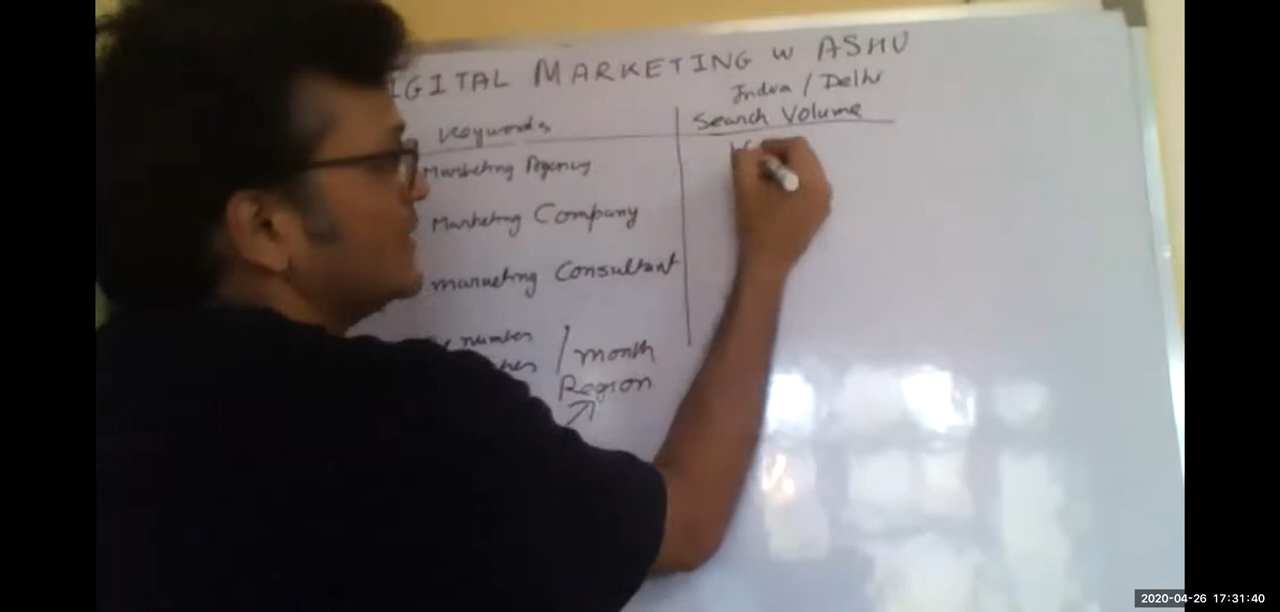 IGITAL MARKETING W ASHU
India / Delhi
Keywords
Search Volume
Marketing Agency
Marketing Company
marketing Consultant
number
/ month
Region
2020-04-26 17:31:40